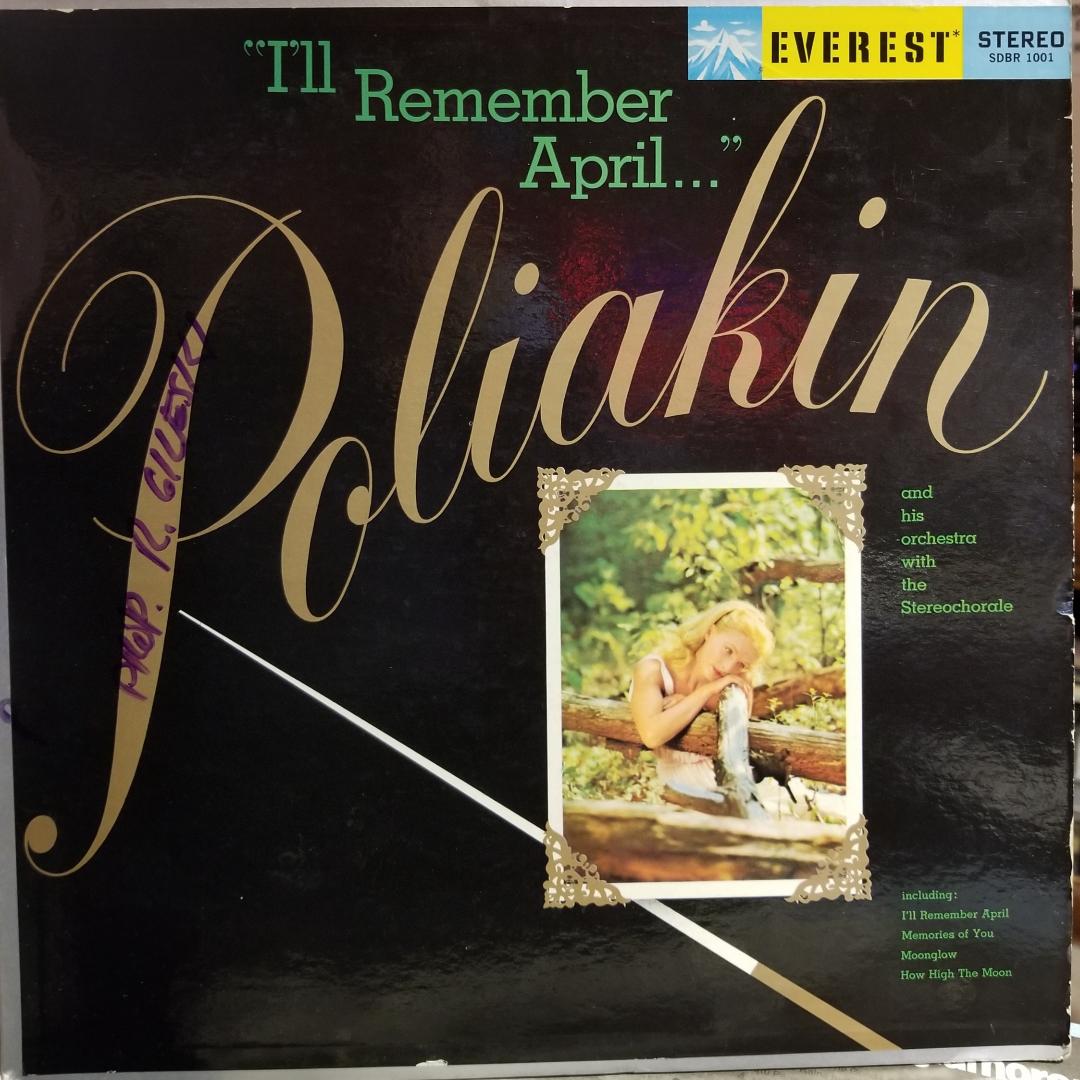 EVEREST*
STEREO
SDBR 1001
“I'll
Remember
April...”
Poliakin
R. GILESKI
and
his
orchestra
with
the
Stereochorale
including:
I'll Remember April
Memories of You
Moonglow
How High The Moon